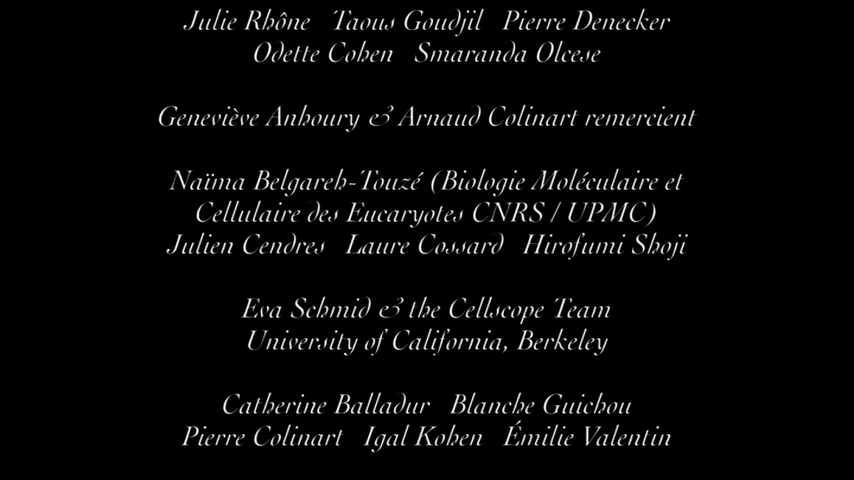 Julie Rhône Taous Goudjil Pierre Denecker
Odette Cohen Smaranda Olcese
Geneviève Anhoury & Arnaud Colinart remercient
Naïma Belgareh-Touzé (Biologie Moléculaire et
Cellulaire des Eucaryotes CNRS / UPMC)
Julien Cendres Laure Cossard Hirofumi Shoji
Eva Schmid & the Cellscope Team
University of California, Berkeley
Catherine Balladur Blanche Guichou
Pierre Colinart Igal Kohen Émilie Valentin